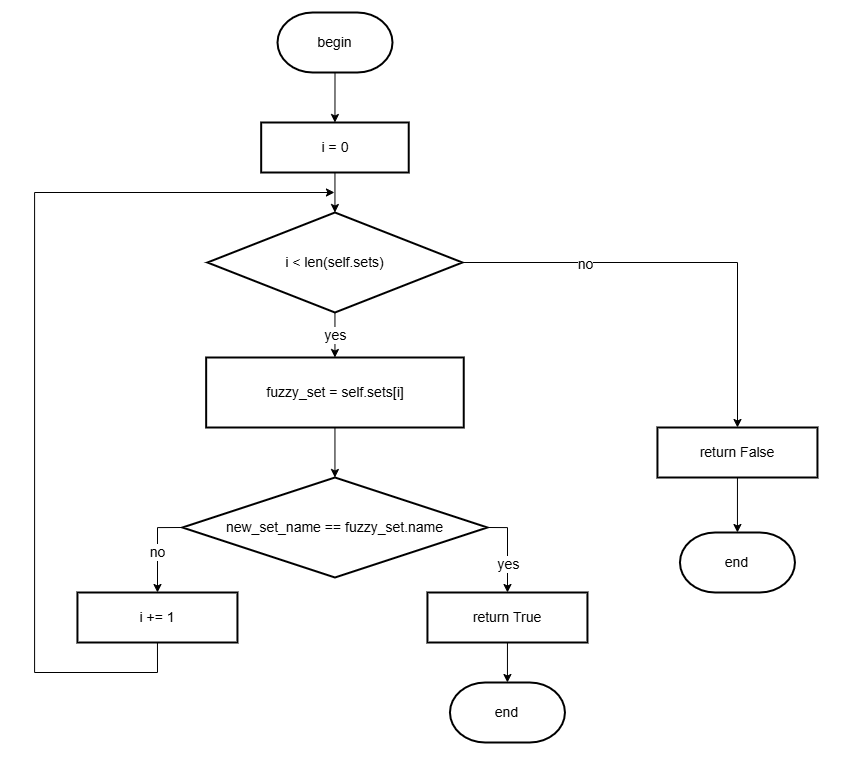 begin
i = 0
i < len(self.sets)
no
yes
fuzzy_set = self.sets[i]
return False
new_set_name == fuzzy_set.name
no
yes
end
i += 1
return True
end